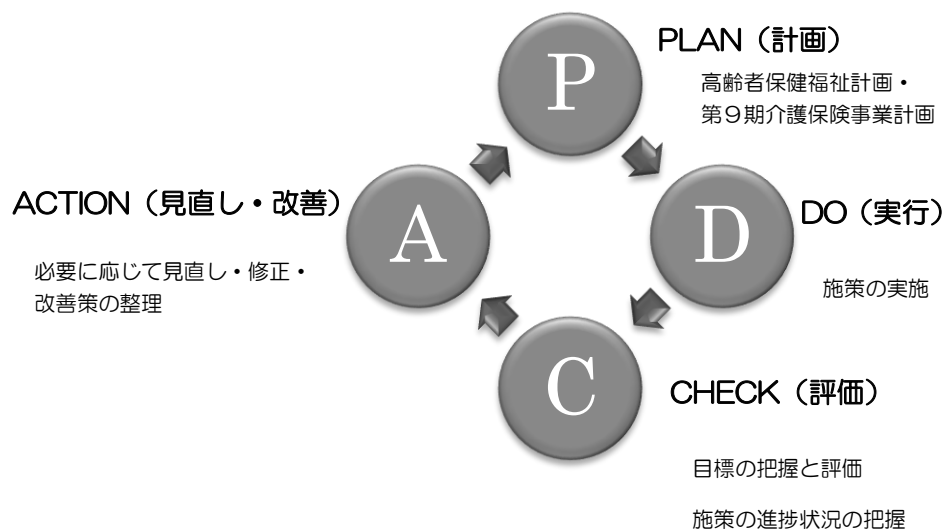 P
PLAN（計画）
高齢者保健福祉計画・
第９期介護保険事業計画
A
ACTION（見直し・改善）
必要に応じて見直し・修正・
改善策の整理
D
DO（実行）
施策の実施
C
CHECK（評価）
目標の把握と評価
施策の進捗状況の把握